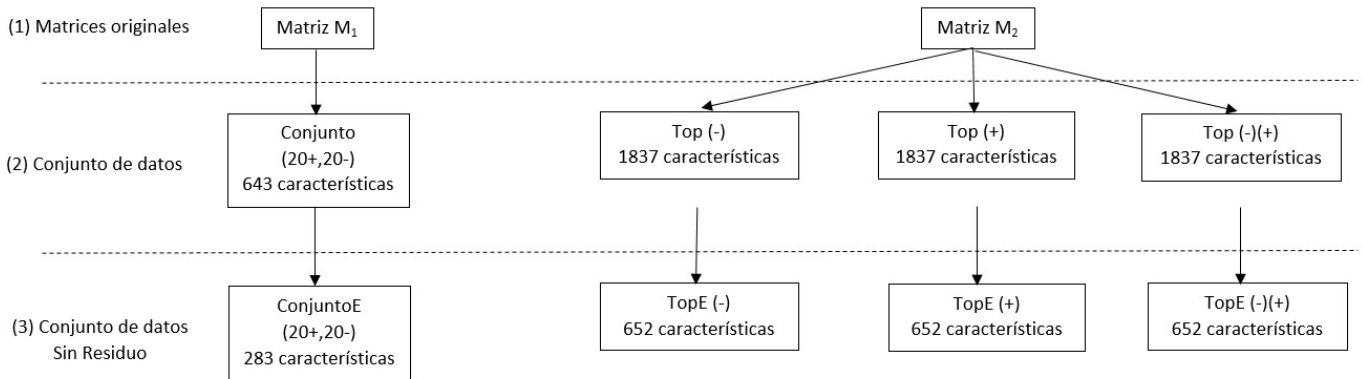 (1) Matrices originales
Matriz M₁
Matriz M₂
(2) Conjunto de datos
Conjunto
(20+,20-)
643 características
Top (-)
1837 características
Top (+)
1837 características
Top (-)(+)
1837 características
(3) Conjunto de datos
Sin Residuo
ConjuntoE
(20+,20-)
283 características
TopE (-)
652 características
TopE (+)
652 características
TopE (-)(+)
652 características